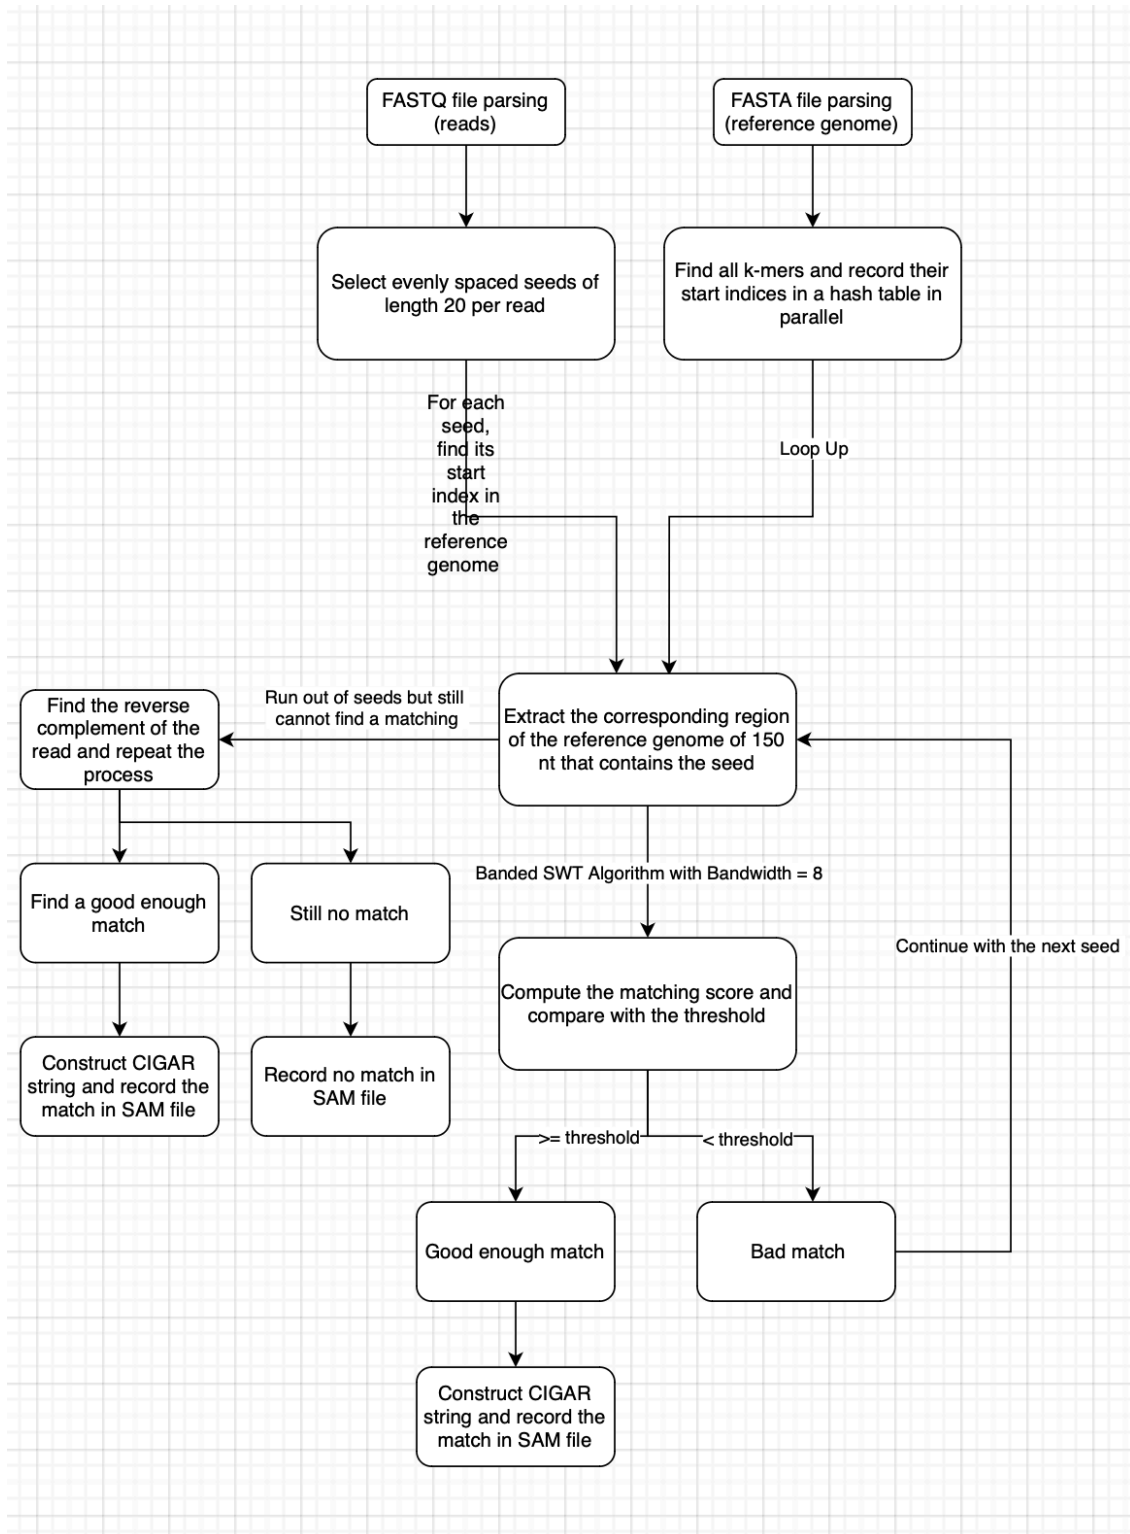 FASTQ file parsing
(reads)
FASTA file parsing
(reference genome)
Select evenly spaced seeds of
length 20 per read
Find all k-mers and record their
start indices in a hash table in
parallel
For each
seed,
find its
start
index in
the
reference
genome
Loop Up
Find the reverse
complement of the
read and repeat the
process
Run out of seeds but still
cannot find a matching
Extract the corresponding region
of the reference genome of 150
nt that contains the seed
Find a good enough
match
Still no match
Banded SWT Algorithm with Bandwidth = 8
Continue with the next seed
Compute the matching score and
compare with the threshold
Construct CIGAR
string and record the
match in SAM file
Record no match in
SAM file
>= threshold
< threshold
Good enough match
Bad match
Construct CIGAR
string and record the
match in SAM file